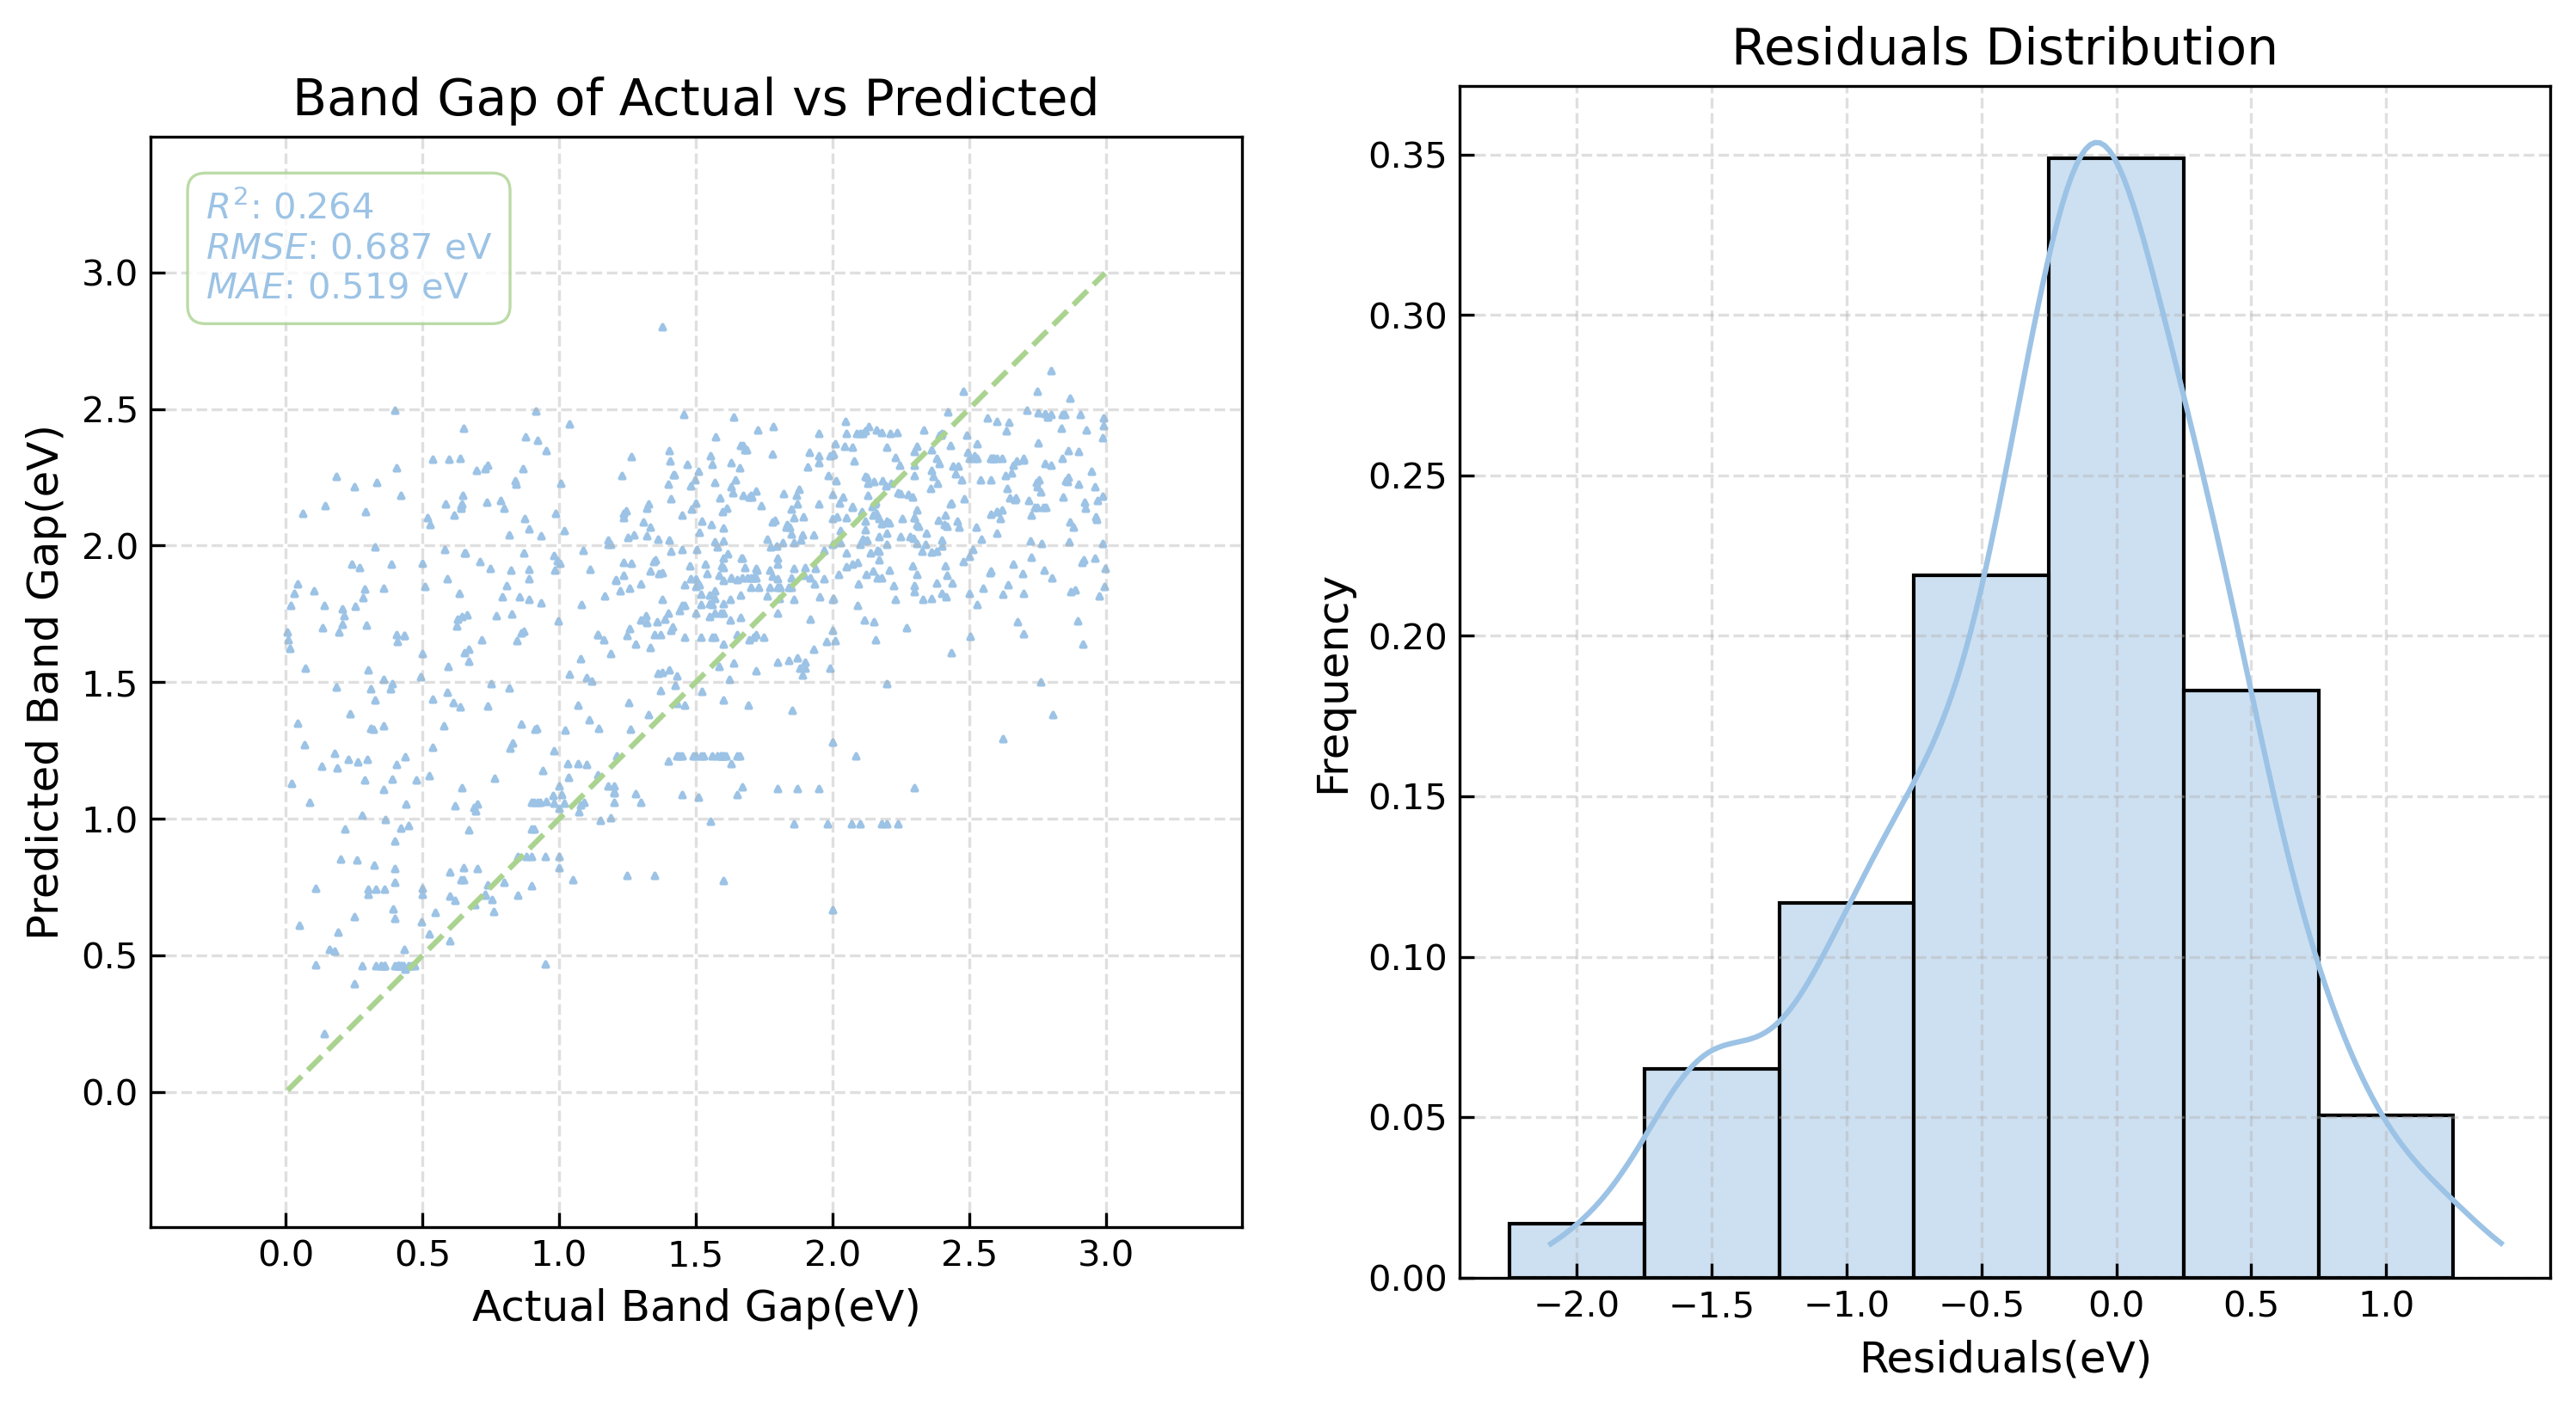 Band Gap of Actual vs Predicted
R²: 0.264
RMSE: 0.687 eV
MAE: 0.519 eV
Predicted Band Gap(eV)
3.0
2.5
2.0
1.5
1.0
0.5
0.0
0.0 0.5 1.0 1.5 2.0 2.5 3.0
Actual Band Gap(eV)
Residuals Distribution
Frequency
0.35
0.30
0.25
0.20
0.15
0.10
0.05
0.00
−2.0 −1.5 −1.0 −0.5 0.0 0.5 1.0
Residuals(eV)